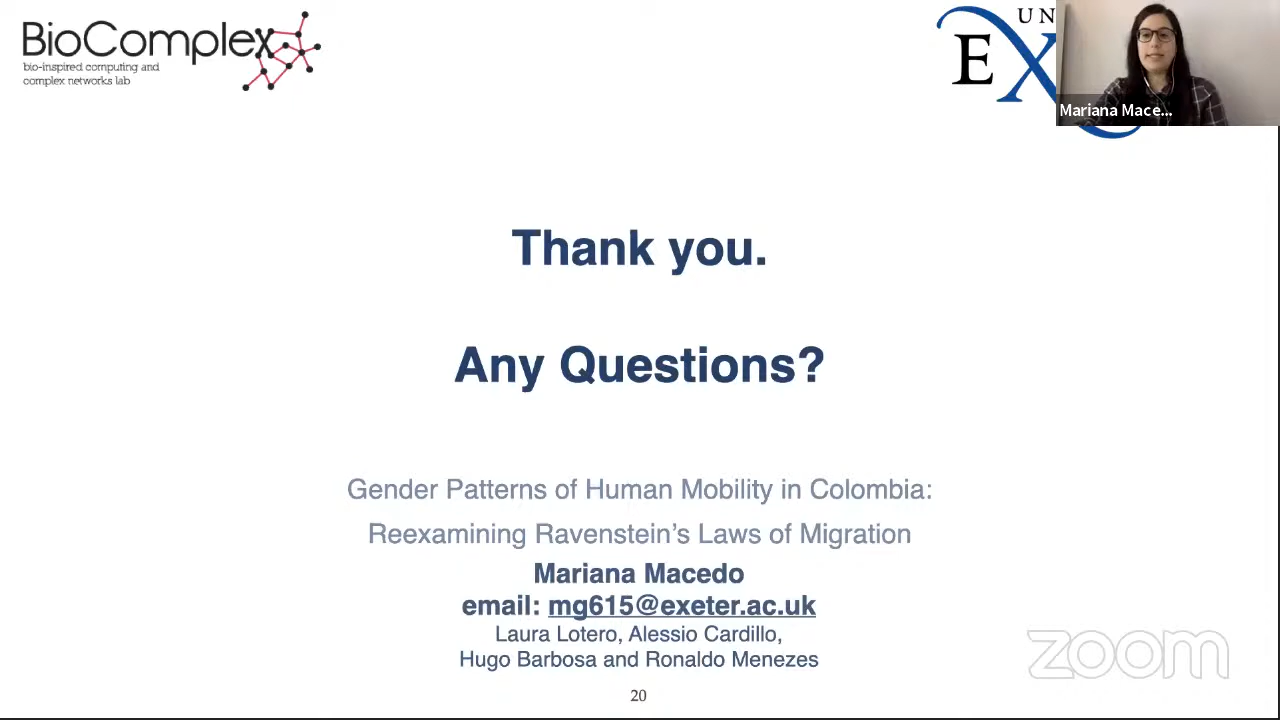 BioComplex
bio-inspired computing and
complex networks lab
UN
EX
Mariana Mace...
Thank you.
Any Questions?
Gender Patterns of Human Mobility in Colombia:
Reexamining Ravenstein's Laws of Migration
Mariana Macedo
email: mg615@exeter.ac.uk
Laura Lotero, Alessio Cardillo,
Hugo Barbosa and Ronaldo Menezes
zoom
20